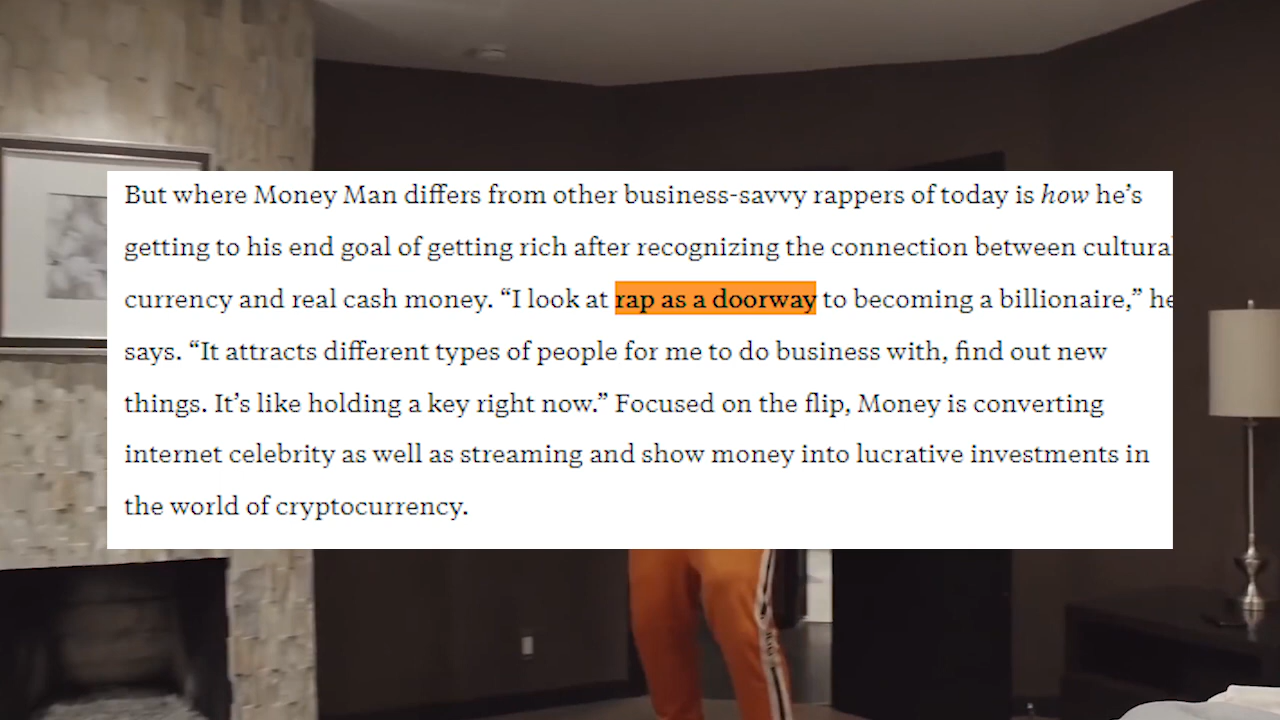 But where Money Man differs from other business-savvy rappers of today is how he’s
getting to his end goal of getting rich after recognizing the connection between cultural
currency and real cash money. “I look at rap as a doorway to becoming a billionaire,” he
says. “It attracts different types of people for me to do business with, find out new
things. It’s like holding a key right now.” Focused on the flip, Money is converting
internet celebrity as well as streaming and show money into lucrative investments in
the world of cryptocurrency.